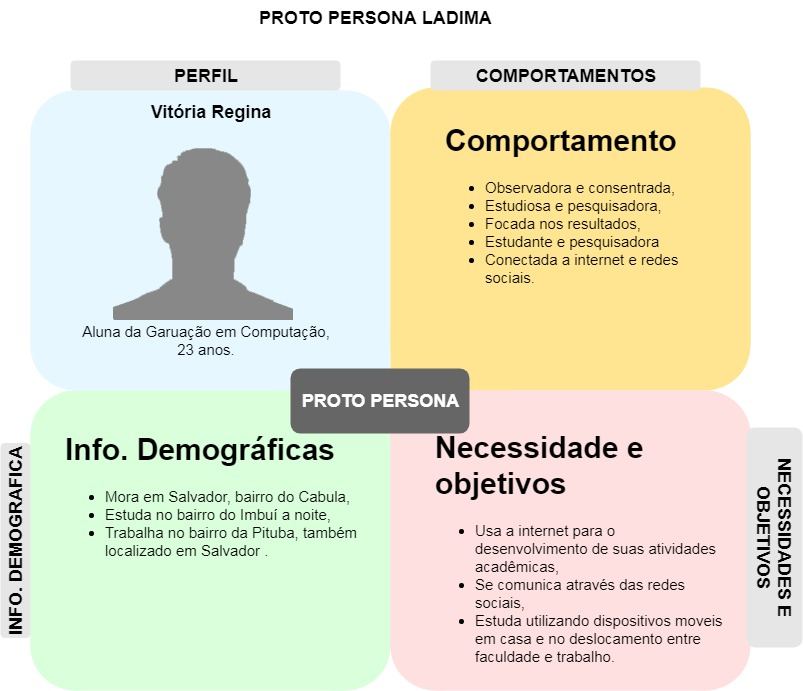 PROTO PERSONA LADIMA
PERFIL
Vitória Regina
Aluna da Garuação em Computação,
23 anos.
COMPORTAMENTOS
Comportamento
Observadora e consentrada,
Estudiosa e pesquisadora,
Focada nos resultados,
Estudante e pesquisadora
Conectada a internet e redes
sociais.
PROTO PERSONA
INFO. DEMOGRAFICA
Info. Demográficas
Mora em Salvador, bairro do Cabula,
Estuda no bairro do Imbuí a noite,
Trabalha no bairro da Pituba, também
localizado em Salvador .
Necessidade e
objetivos
Usa a internet para o
desenvolvimento de suas atividades
acadêmicas,
Se comunica através das redes
sociais,
Estuda utilizando dispositivos moveis
em casa e no deslocamento entre
faculdade e trabalho.
NECESSIDADES E
OBJETIVOS